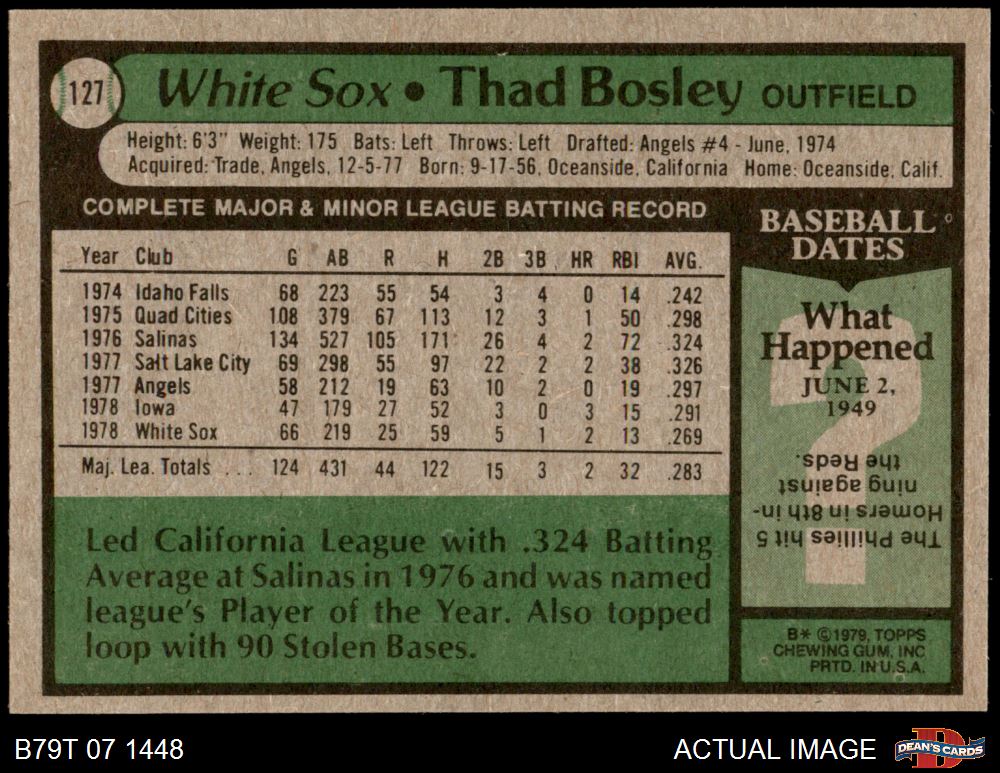 127
White Sox • Thad Bosley OUTFIELD
Height: 6'3" Weight: 175 Bats: Left Throws: Left Drafted: Angels #4 - June, 1974
Acquired: Trade, Angels, 12-5-77 Born: 9-17-56, Oceanside, California Home: Oceanside, Calif.
COMPLETE MAJOR & MINOR LEAGUE BATTING RECORD
Year Club G AB R H 2B 3B HR RBI AVG.
1974 Idaho Falls 68 223 55 54 3 4 0 14 .242
1975 Quad Cities 108 379 67 113 12 3 1 50 .298
1976 Salinas 134 527 105 171 26 4 2 72 .324
1977 Salt Lake City 69 298 55 97 22 2 2 38 .326
1977 Angels 58 212 19 63 10 2 0 19 .297
1978 Iowa 47 179 27 52 3 0 3 15 .291
1978 White Sox 66 219 25 59 5 1 2 13 .269
Maj. Lea. Totals ... 124 431 44 122 15 3 2 32 .283
Led California League with .324 Batting
Average at Salinas in 1976 and was named
league's Player of the Year. Also topped
loop with 90 Stolen Bases.
BASEBALL
DATES
What
Happened
JUNE 2,
1949
?
The Phillies hit 5
Homers in 8th in-
ning against
the Reds.
B* ©1979, TOPPS
CHEWING GUM, INC
PRTD. IN U.S.A.
B79T 07 1448
ACTUAL IMAGE
D
DEAN'S CARDS